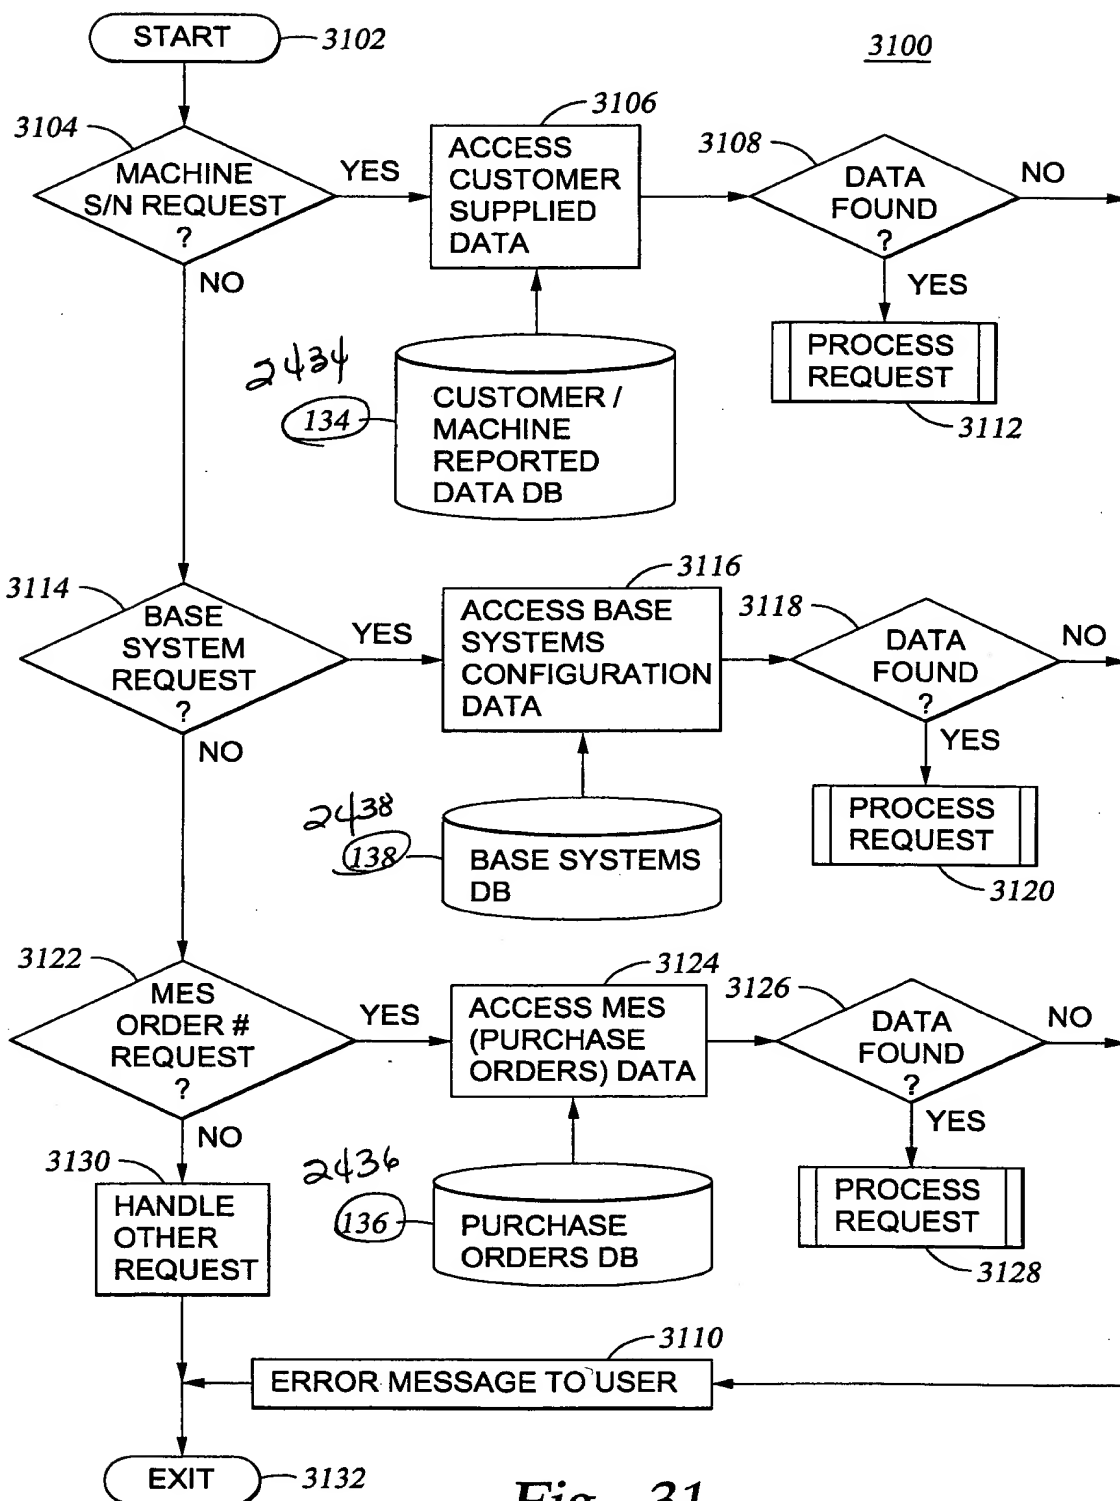 START
3102
3100
3104
MACHINE
S/N REQUEST
?
YES
NO
3106
ACCESS
CUSTOMER
SUPPLIED
DATA
3108
DATA
FOUND
?
NO
YES
PROCESS
REQUEST
3112
2434
134
CUSTOMER /
MACHINE
REPORTED
DATA DB
3114
BASE
SYSTEM
REQUEST
?
YES
NO
3116
ACCESS BASE
SYSTEMS
CONFIGURATION
DATA
3118
DATA
FOUND
?
NO
YES
PROCESS
REQUEST
3120
2438
138
BASE SYSTEMS
DB
3122
MES
ORDER #
REQUEST
?
YES
NO
3124
ACCESS MES
(PURCHASE
ORDERS) DATA
3126
DATA
FOUND
?
NO
YES
PROCESS
REQUEST
3128
2436
136
PURCHASE
ORDERS DB
3130
HANDLE
OTHER
REQUEST
3110
ERROR MESSAGE TO USER
EXIT
3132
Fig. 31